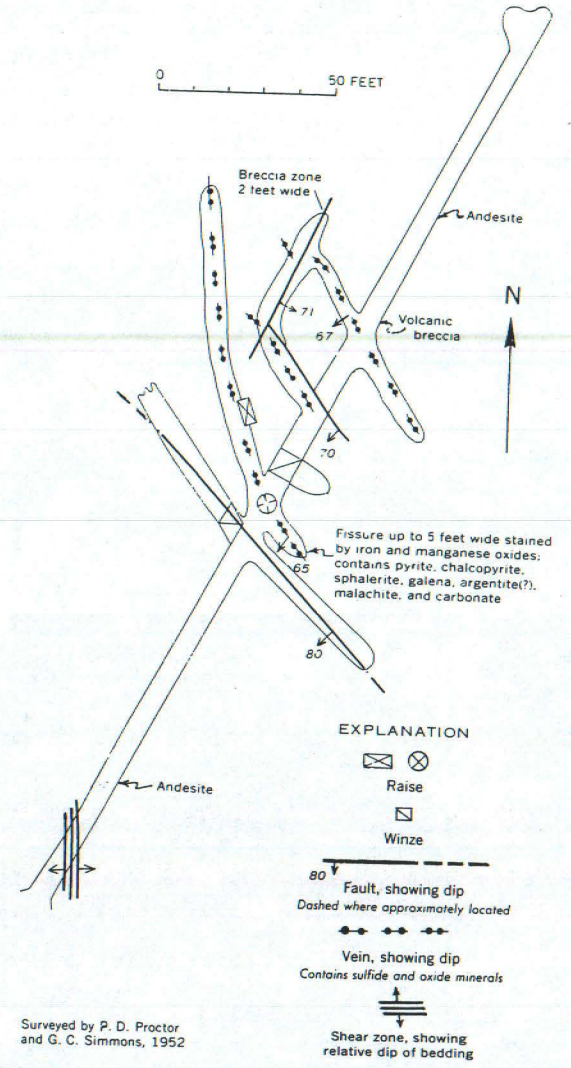 0 50 FEET
Breccia zone
2 feet wide
Andesite
N
71
67
Volcanic
breccia
70
Fissure up to 5 feet wide stained
by iron and manganese oxides;
contains pyrite, chalcopyrite,
sphalerite, galena, argentite(?),
malachite, and carbonate
65
80
Andesite
EXPLANATION
Raise
Winze
80
Fault, showing dip
Dashed where approximately located
Vein, showing dip
Contains sulfide and oxide minerals
Shear zone, showing
relative dip of bedding
Surveyed by P. D. Proctor
and G. C. Simmons, 1952